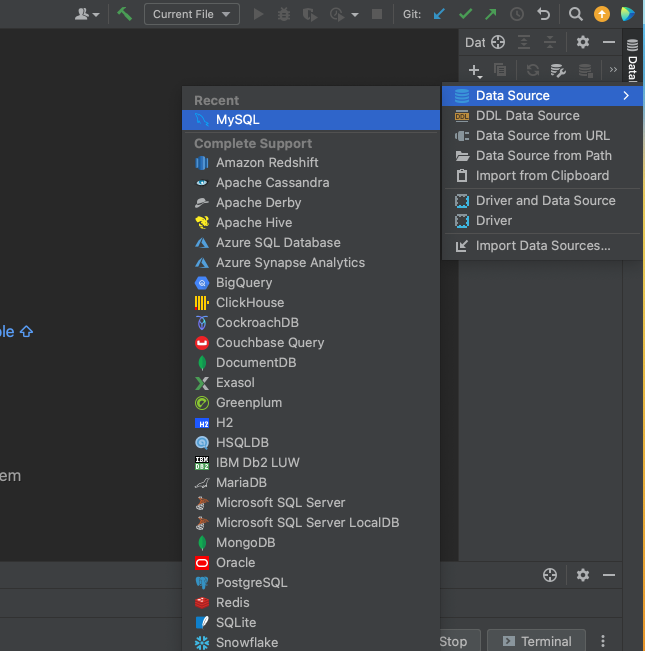 Current File
Git:
Dat
Data
Data Source
DDL Data Source
Data Source from URL
Data Source from Path
Import from Clipboard
Driver and Data Source
Driver
Import Data Sources...
Recent
MySQL
Complete Support
Amazon Redshift
Apache Cassandra
Apache Derby
Apache Hive
Azure SQL Database
Azure Synapse Analytics
BigQuery
ClickHouse
CockroachDB
Couchbase Query
DocumentDB
Exasol
Greenplum
H2
H2
HSQLDB
IBM
DB2
IBM Db2 LUW
MariaDB
Microsoft SQL Server
Microsoft SQL Server LocalDB
MongoDB
Oracle
PostgreSQL
Redis
SQLite
Snowflake
ple
em
Stop
Terminal